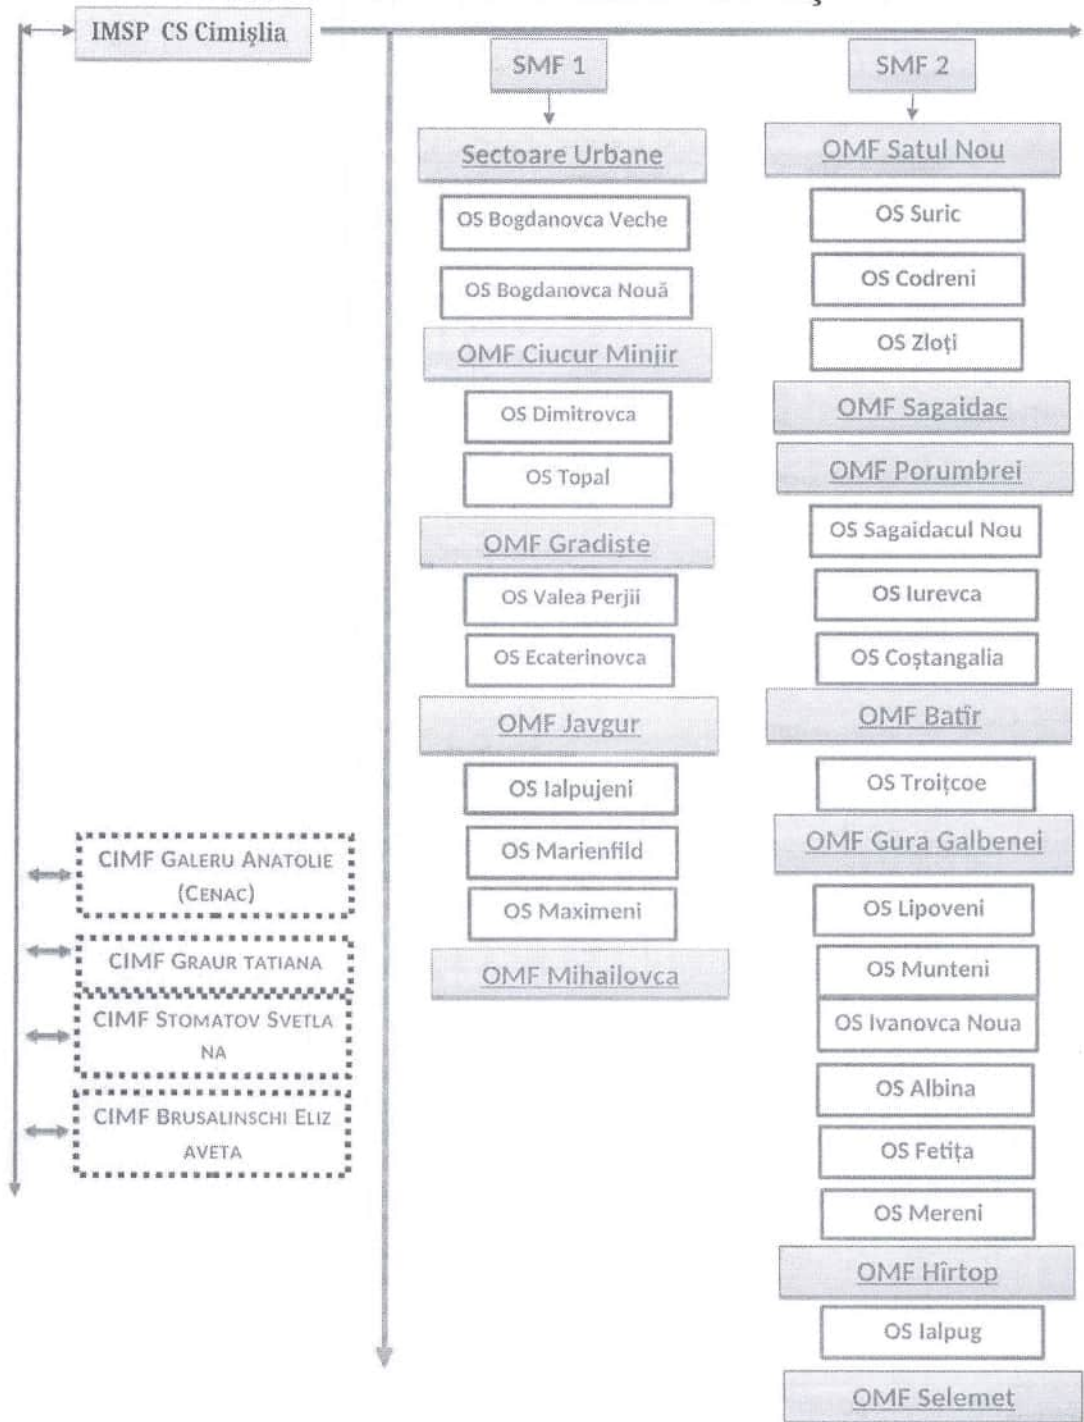 IMSP CS Cimișlia
SMF 1
Sectoare Urbane
OS Bogdanovca Veche
OS Bogdanovca Nouă
OMF Ciucur Minjir
OS Dimitrovca
OS Topal
OMF Gradiste
OS Valea Perjii
OS Ecaterinovca
OMF Javgur
OS Ialpujeni
OS Marienfild
OS Maximeni
OMF Mihailovca
SMF 2
OMF Satul Nou
OS Suric
OS Codreni
OS Zloți
OMF Sagaidac
OMF Porumbrei
OS Sagaidacul Nou
OS Iurevca
OS Coștangalia
OMF Batîr
OS Troițcoe
OMF Gura Galbenei
OS Lipoveni
OS Munteni
OS Ivanovca Noua
OS Albina
OS Fetița
OS Mereni
OMF Hîrtop
OS Ialpug
OMF Selemet
CIMF GALERU ANATOLIE
(CENAC)
CIMF GRAUR TATIANA
CIMF STOMATOV SVETLA
NA
CIMF BRUSALINSCHI ELIZ
AVETA